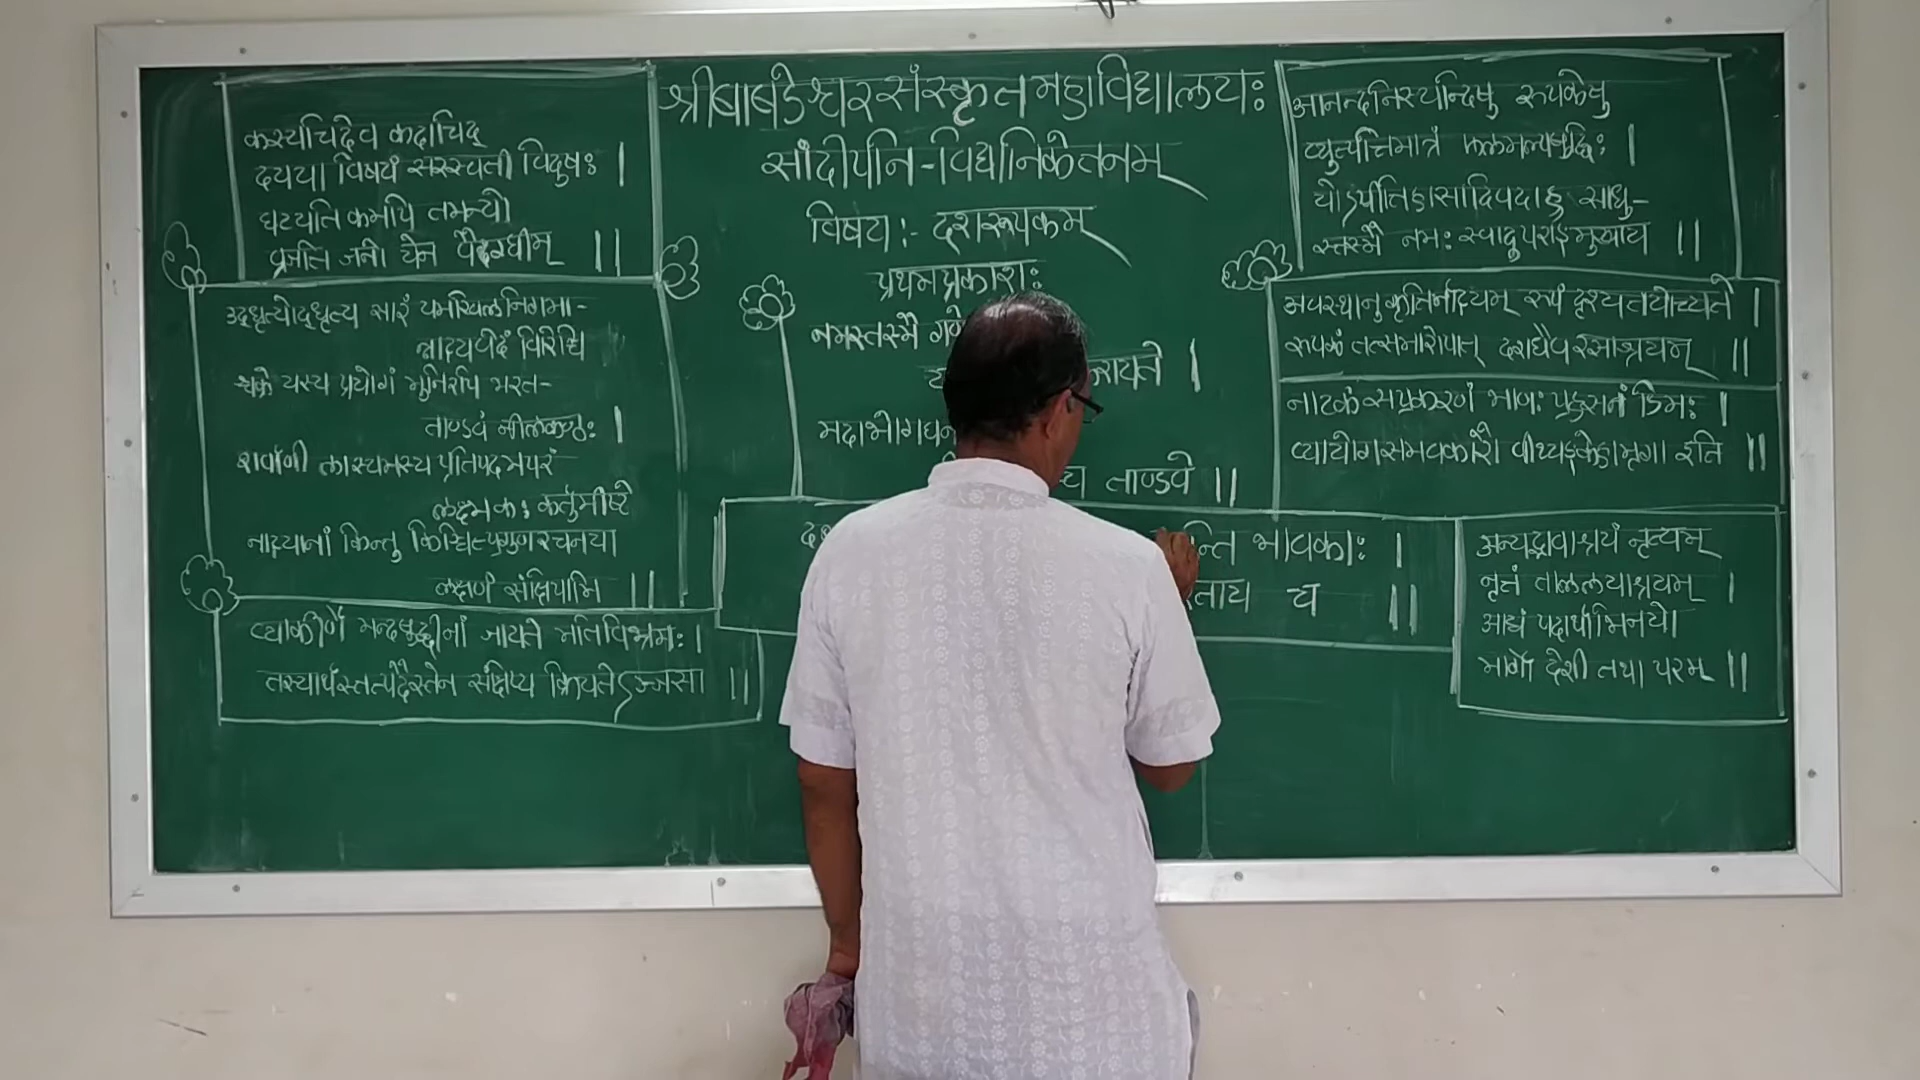 श्रीबाबडेश्वरसंस्कृतमहाविद्यालयः
सांदीपनि-विद्यानिकेतनम्
विषय:- दशरूपकम्
प्रथमप्रकाशः
नमस्तस्मै गणे
रायते ।
मदाभोगघन
च ताण्डवे ॥
न्ति भावकाः ।
ताय च ॥
कस्यचिदेव कदाचिद्
दयया विषयं सरस्वती विदुषः ।
घटयति कमपि तमन्यो
व्रजति जनो येन वैदग्धीम् ॥
उद्धृत्योद्धृत्य सारं यमखिलनिगमा-
न्नाट्यवेदं विरिञ्चि
श्चक्रे यस्य प्रयोगं मुनिरपि भरत-
ताण्डवं नीलकण्ठः ।
शर्वाणी लास्यमस्य प्रतिपदमपरं
लक्ष्मकः कर्तुमीष्टे
नाट्यानां किन्तु किञ्चित्प्रगुणरचनया
लक्षणं संक्षिपामि ॥
व्याकीर्णे मन्दबुद्धीनां जायते मतिविभ्रमः ।
तस्यार्थस्तत्पदैस्तेन संक्षिप्य क्रियतेऽञ्जसा ॥
आनन्दनिस्यन्दिषु रूपकेषु
व्युत्पत्तिमात्रं फलमल्पबुद्धिः ।
योऽपीतिहासादिवदाह साधु-
स्तस्मै नमः स्वादुपराङ्मुखाय ॥
अवस्थानुकृतिर्नाट्यम् रूपं दृश्यतयोच्यते ।
रूपकं तत्समारोपात् दशधैव रसाश्रयम् ॥
नाटकं सप्रकरणं भाणः प्रहसनं डिमः ।
व्यायोगसमवकारौ वीथ्यङ्केहामृगा इति ॥
अन्यद्भावाश्रयं नृत्यम्
नृत्तं ताललयाश्रयम् ।
आद्यं पदार्थाभिनयो
मार्गो देशी तथा परम् ॥